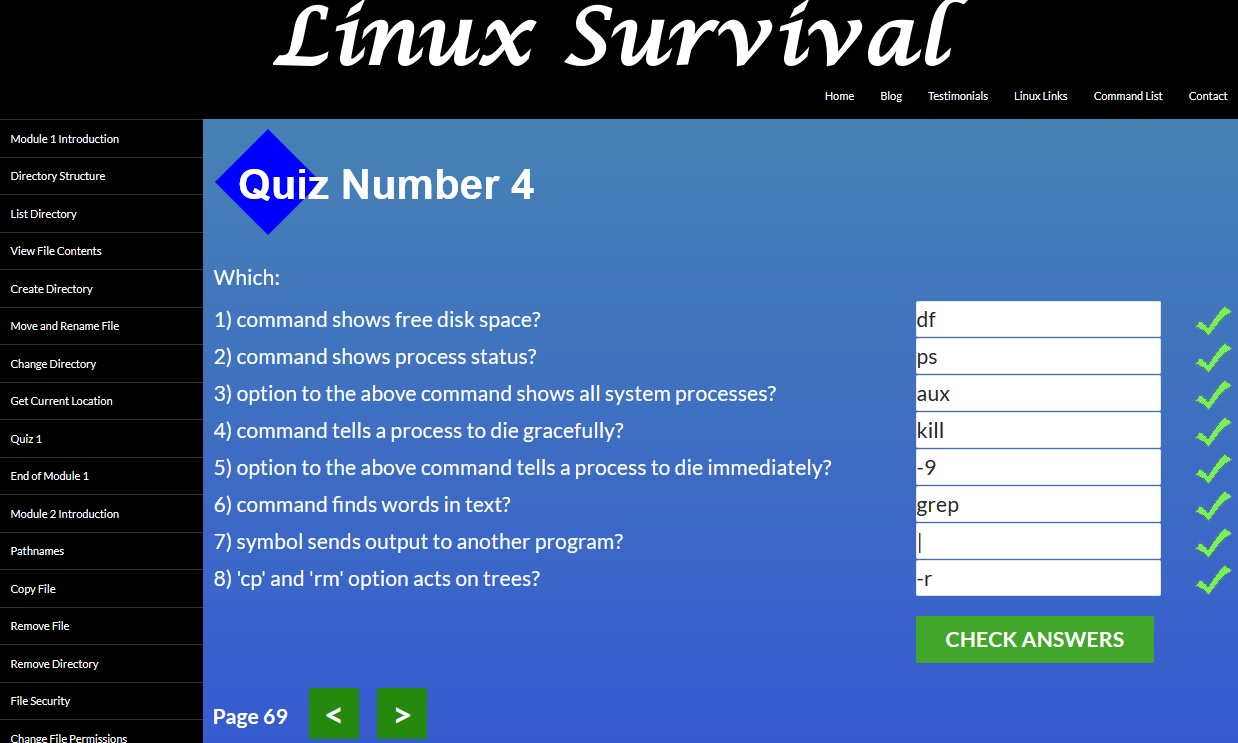 Linux Survival
Home Blog Testimonials Linux Links Command List Contact
Module 1 Introduction
Directory Structure
List Directory
View File Contents
Create Directory
Move and Rename File
Change Directory
Get Current Location
Quiz 1
End of Module 1
Module 2 Introduction
Pathnames
Copy File
Remove File
Remove Directory
File Security
Change File Permissions
Quiz Number 4
Which:
1) command shows free disk space? df
2) command shows process status? ps
3) option to the above command shows all system processes? aux
4) command tells a process to die gracefully? kill
5) option to the above command tells a process to die immediately? -9
6) command finds words in text? grep
7) symbol sends output to another program? |
8) 'cp' and 'rm' option acts on trees? -r
CHECK ANSWERS
Page 69 < >